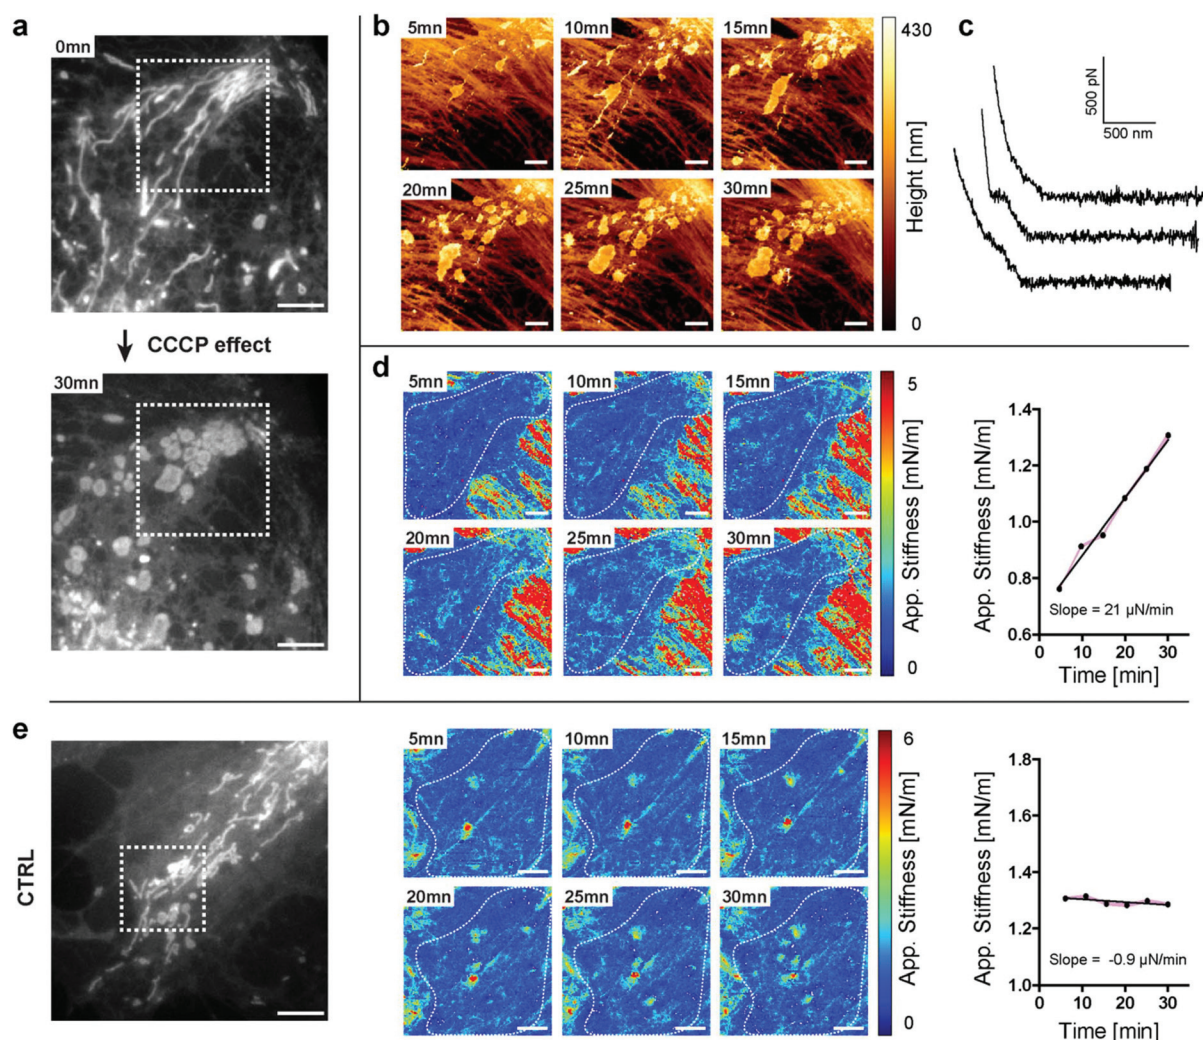 a
0mn
CCCP effect
30mn
b
5mn
10mn
15mn
20mn
25mn
30mn
430
Height [nm]
0
c
500 pN
500 nm
d
5mn
10mn
15mn
20mn
25mn
30mn
5
App. Stiffness [mN/m]
0
App. Stiffness [mN/m]
1.4
1.2
1.0
0.8
0.6
Slope = 21 µN/min
0 10 20 30
Time [min]
e
CTRL
5mn
10mn
15mn
20mn
25mn
30mn
6
App. Stiffness [mN/m]
0
App. Stiffness [mN/m]
1.8
1.6
1.4
1.2
1.0
Slope = -0.9 µN/min
0 10 20 30
Time [min]